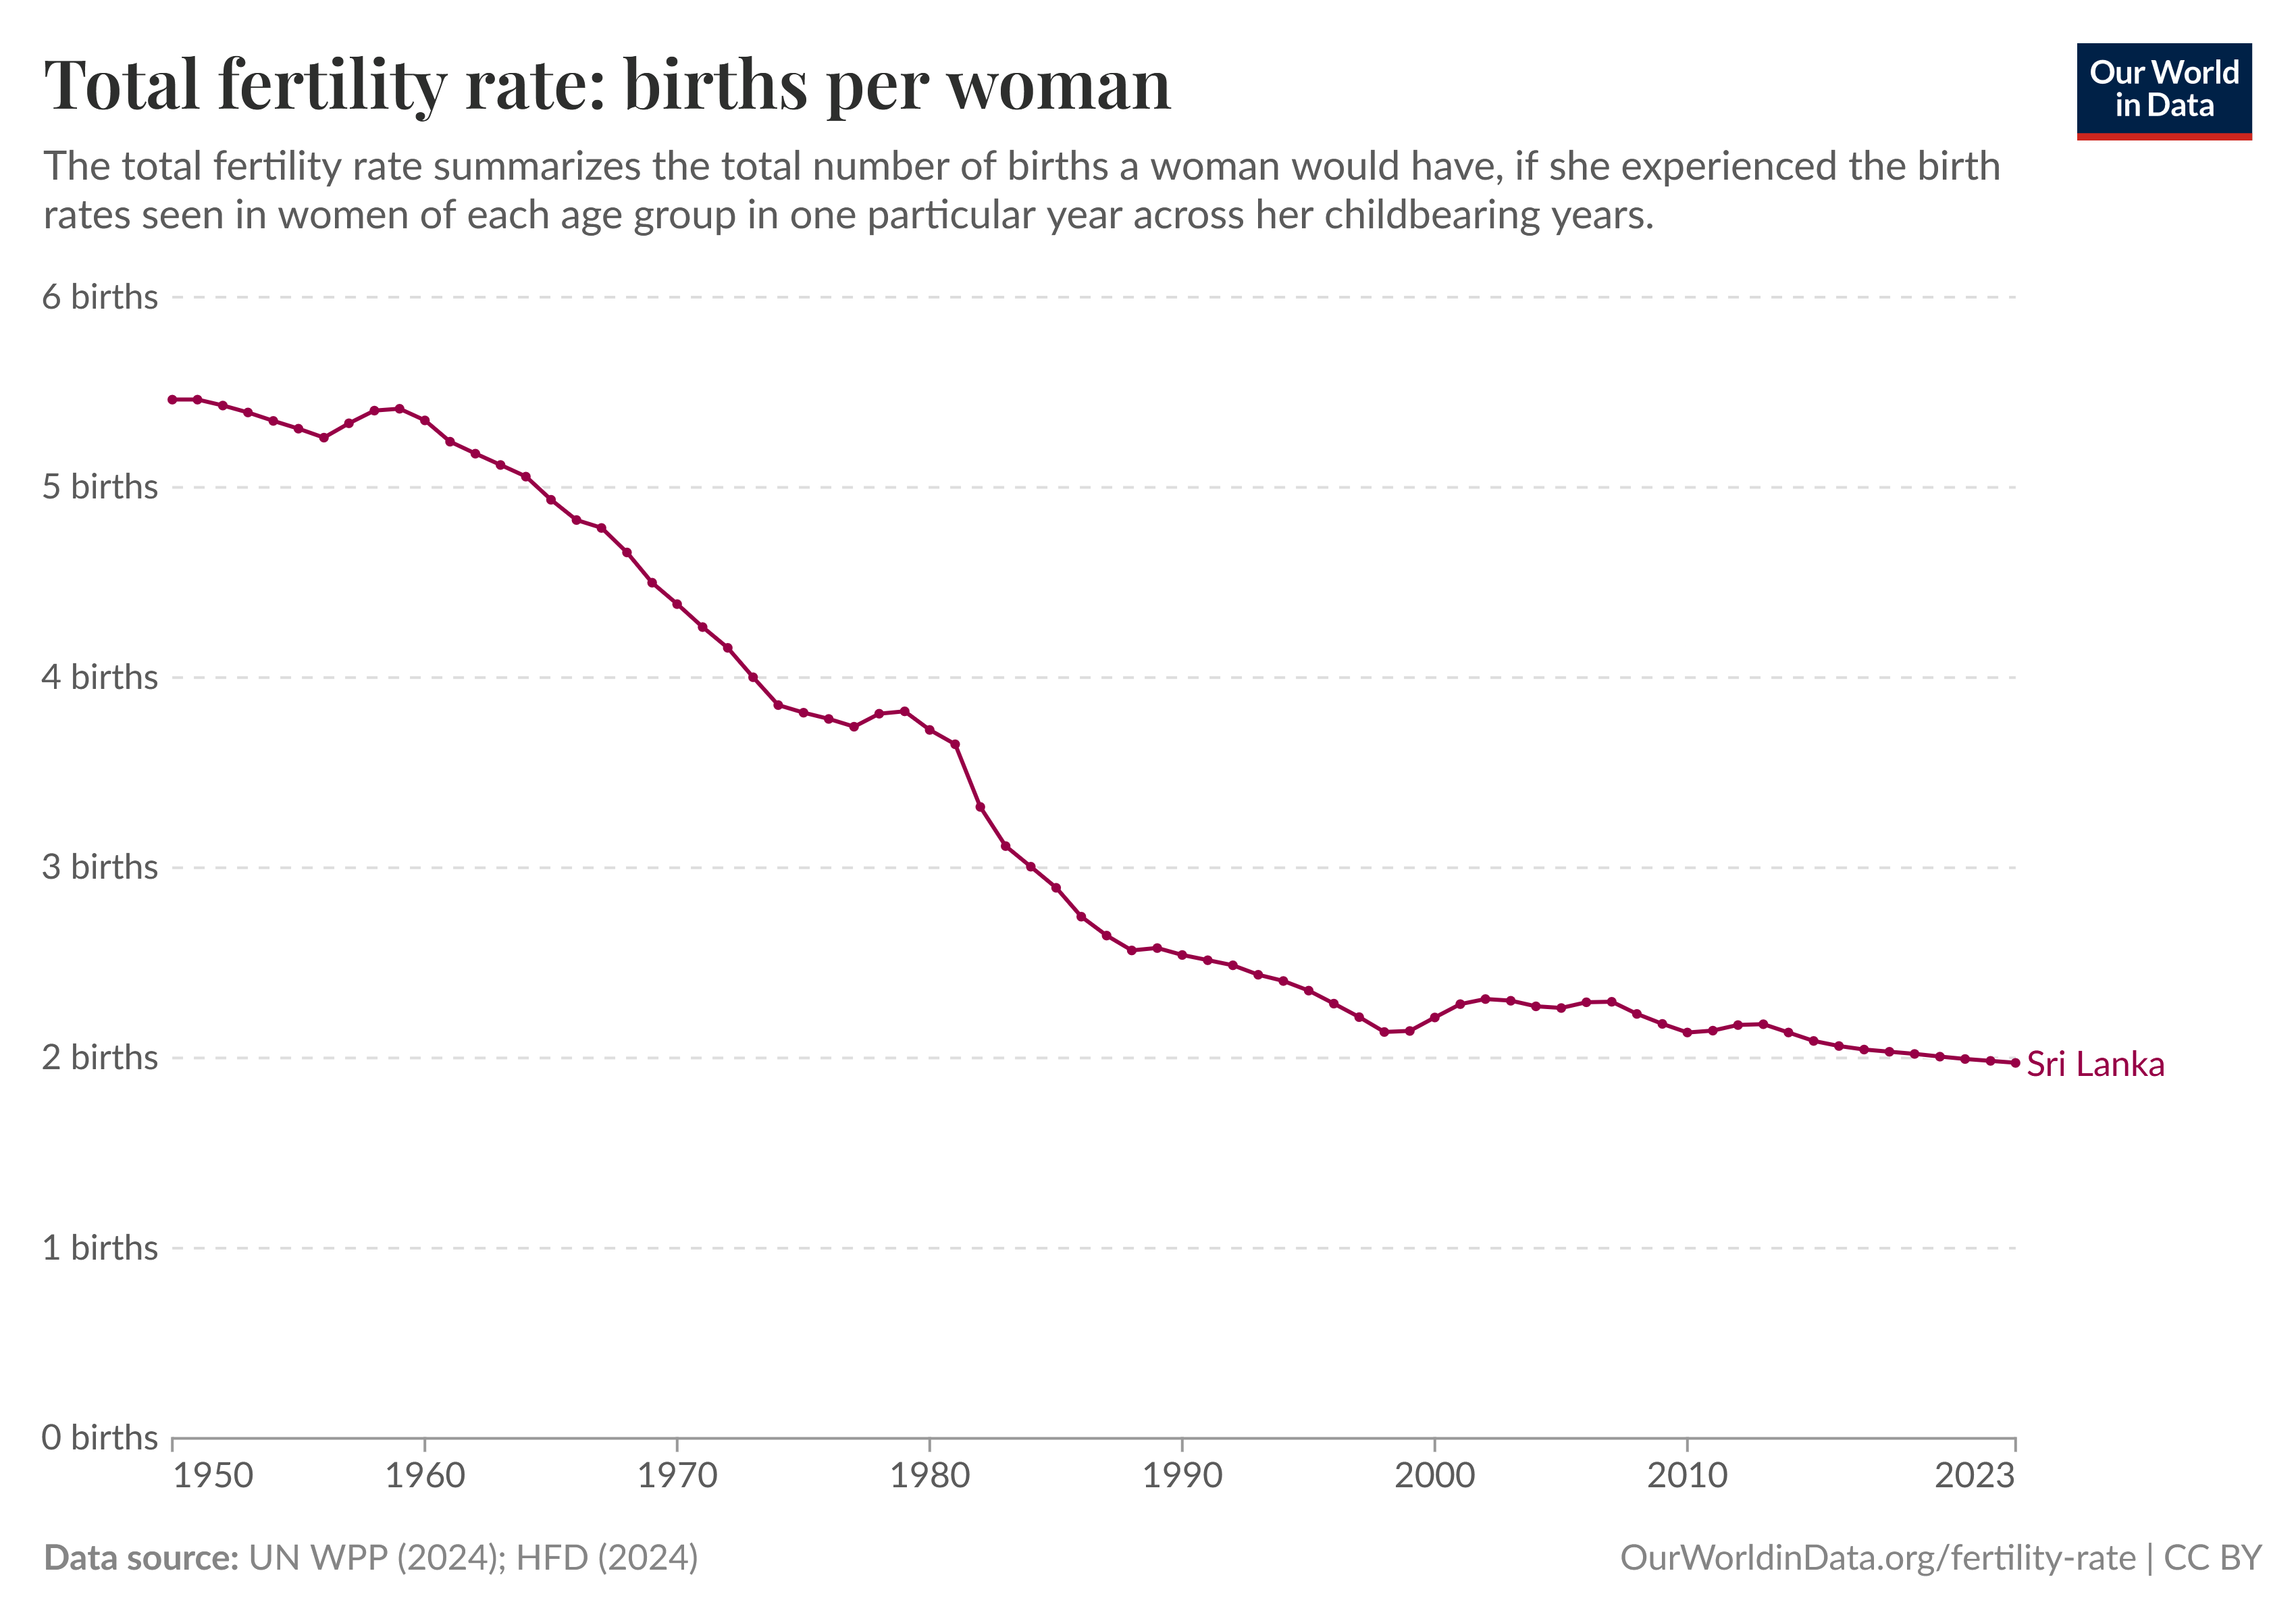 Total fertility rate: births per woman
Our World
in Data
The total fertility rate summarizes the total number of births a woman would have, if she experienced the birth
rates seen in women of each age group in one particular year across her childbearing years.
6 births
5 births
4 births
3 births
2 births
1 births
0 births
Sri Lanka
1950 1960 1970 1980 1990 2000 2010 2023
Data source: UN WPP (2024); HFD (2024)
OurWorldinData.org/fertility-rate | CC BY